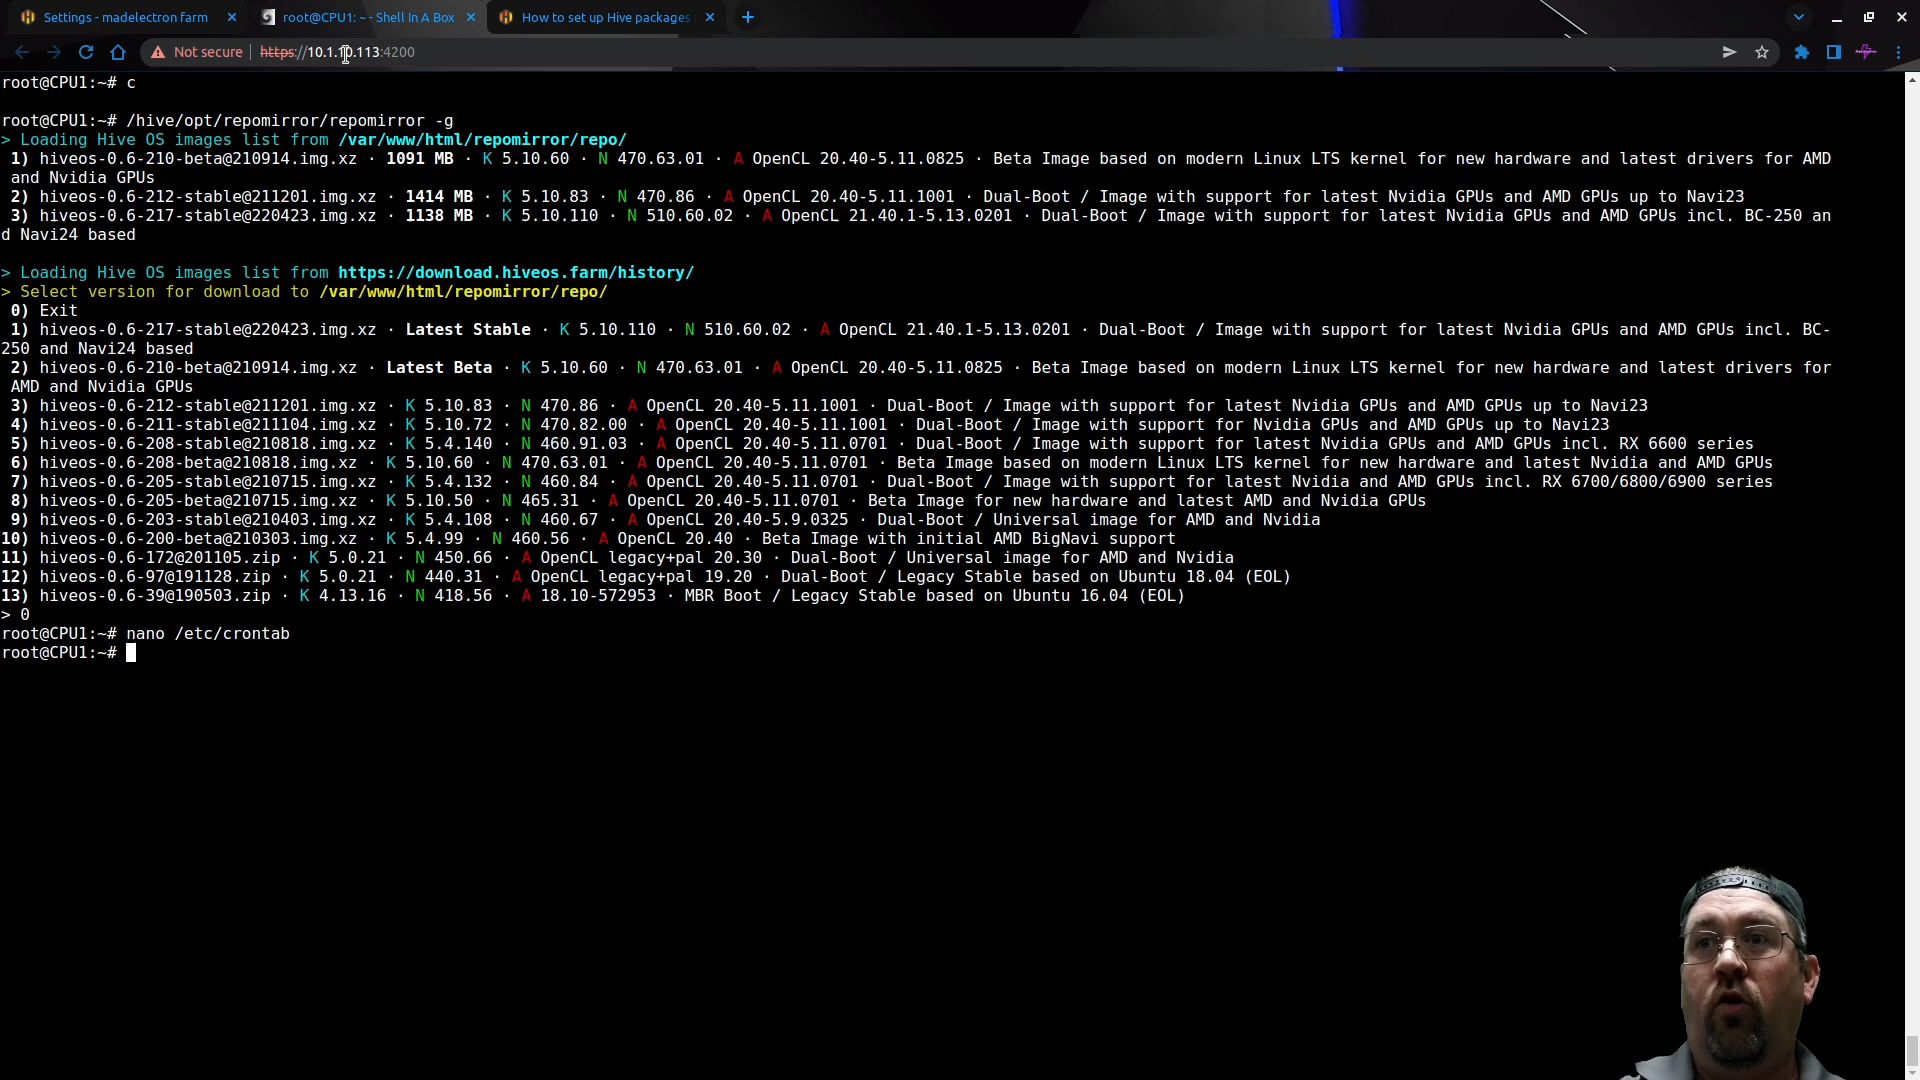 Settings - madelectron farm
root@CPU1: ~ - Shell In A Box
How to set up Hive packages
Not secure
https://10.1.10.113:4200
root@CPU1:~# c
root@CPU1:~# /hive/opt/repomirror/repomirror -g
> Loading Hive OS images list from /var/www/html/repomirror/repo/
1) hiveos-0.6-210-beta@210914.img.xz · 1091 MB · K 5.10.60 · N 470.63.01 · A OpenCL 20.40-5.11.0825 · Beta Image based on modern Linux LTS kernel for new hardware and latest drivers for AMD
and Nvidia GPUs
2) hiveos-0.6-212-stable@211201.img.xz · 1414 MB · K 5.10.83 · N 470.86 · A OpenCL 20.40-5.11.1001 · Dual-Boot / Image with support for latest Nvidia GPUs and AMD GPUs up to Navi23
3) hiveos-0.6-217-stable@220423.img.xz · 1138 MB · K 5.10.110 · N 510.60.02 · A OpenCL 21.40.1-5.13.0201 · Dual-Boot / Image with support for latest Nvidia GPUs and AMD GPUs incl. BC-250 an
d Navi24 based
> Loading Hive OS images list from https://download.hiveos.farm/history/
> Select version for download to /var/www/html/repomirror/repo/
0) Exit
1) hiveos-0.6-217-stable@220423.img.xz · Latest Stable · K 5.10.110 · N 510.60.02 · A OpenCL 21.40.1-5.13.0201 · Dual-Boot / Image with support for latest Nvidia GPUs and AMD GPUs incl. BC-
250 and Navi24 based
2) hiveos-0.6-210-beta@210914.img.xz · Latest Beta · K 5.10.60 · N 470.63.01 · A OpenCL 20.40-5.11.0825 · Beta Image based on modern Linux LTS kernel for new hardware and latest drivers for
AMD and Nvidia GPUs
3) hiveos-0.6-212-stable@211201.img.xz · K 5.10.83 · N 470.86 · A OpenCL 20.40-5.11.1001 · Dual-Boot / Image with support for latest Nvidia GPUs and AMD GPUs up to Navi23
4) hiveos-0.6-211-stable@211104.img.xz · K 5.10.72 · N 470.82.00 · A OpenCL 20.40-5.11.1001 · Dual-Boot / Image with support for Nvidia GPUs and AMD GPUs up to Navi23
5) hiveos-0.6-208-stable@210818.img.xz · K 5.4.140 · N 460.91.03 · A OpenCL 20.40-5.11.0701 · Dual-Boot / Image with support for latest Nvidia GPUs and AMD GPUs incl. RX 6600 series
6) hiveos-0.6-208-beta@210818.img.xz · K 5.10.60 · N 470.63.01 · A OpenCL 20.40-5.11.0701 · Beta Image based on modern Linux LTS kernel for new hardware and latest Nvidia and AMD GPUs
7) hiveos-0.6-205-stable@210715.img.xz · K 5.4.132 · N 460.84 · A OpenCL 20.40-5.11.0701 · Dual-Boot / Image with support for latest Nvidia and AMD GPUs incl. RX 6700/6800/6900 series
8) hiveos-0.6-205-beta@210715.img.xz · K 5.10.50 · N 465.31 · A OpenCL 20.40-5.11.0701 · Beta Image for new hardware and latest AMD and Nvidia GPUs
9) hiveos-0.6-203-stable@210403.img.xz · K 5.4.108 · N 460.67 · A OpenCL 20.40-5.9.0325 · Dual-Boot / Universal image for AMD and Nvidia
10) hiveos-0.6-200-beta@210303.img.xz · K 5.4.99 · N 460.56 · A OpenCL 20.40 · Beta Image with initial AMD BigNavi support
11) hiveos-0.6-172@201105.zip · K 5.0.21 · N 450.66 · A OpenCL legacy+pal 20.30 · Dual-Boot / Universal image for AMD and Nvidia
12) hiveos-0.6-97@191128.zip · K 5.0.21 · N 440.31 · A OpenCL legacy+pal 19.20 · Dual-Boot / Legacy Stable based on Ubuntu 18.04 (EOL)
13) hiveos-0.6-39@190503.zip · K 4.13.16 · N 418.56 · A 18.10-572953 · MBR Boot / Legacy Stable based on Ubuntu 16.04 (EOL)
> 0
root@CPU1:~# nano /etc/crontab
root@CPU1:~#